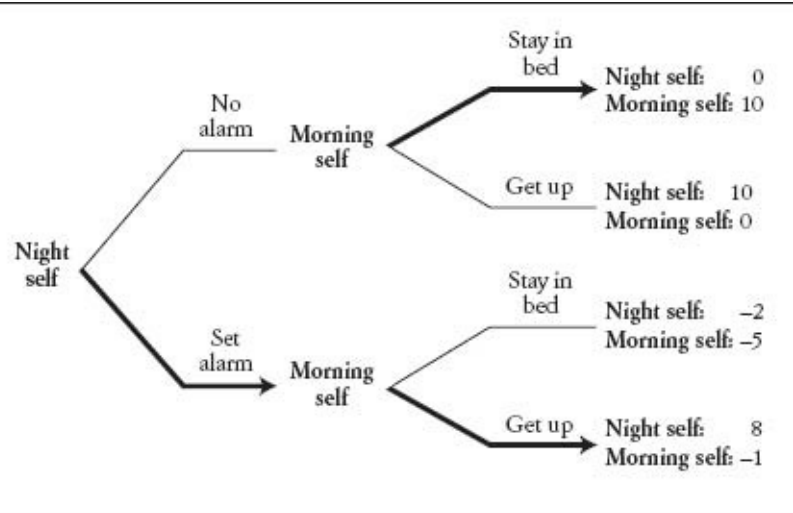 Stay in
bed
Night self: 0
Morning self: 10
No
alarm
Morning
self
Get up
Night self: 10
Morning self: 0
Night
self
Stay in
bed
Night self: –2
Morning self: –5
Set
alarm
Morning
self
Get up
Night self: 8
Morning self: –1